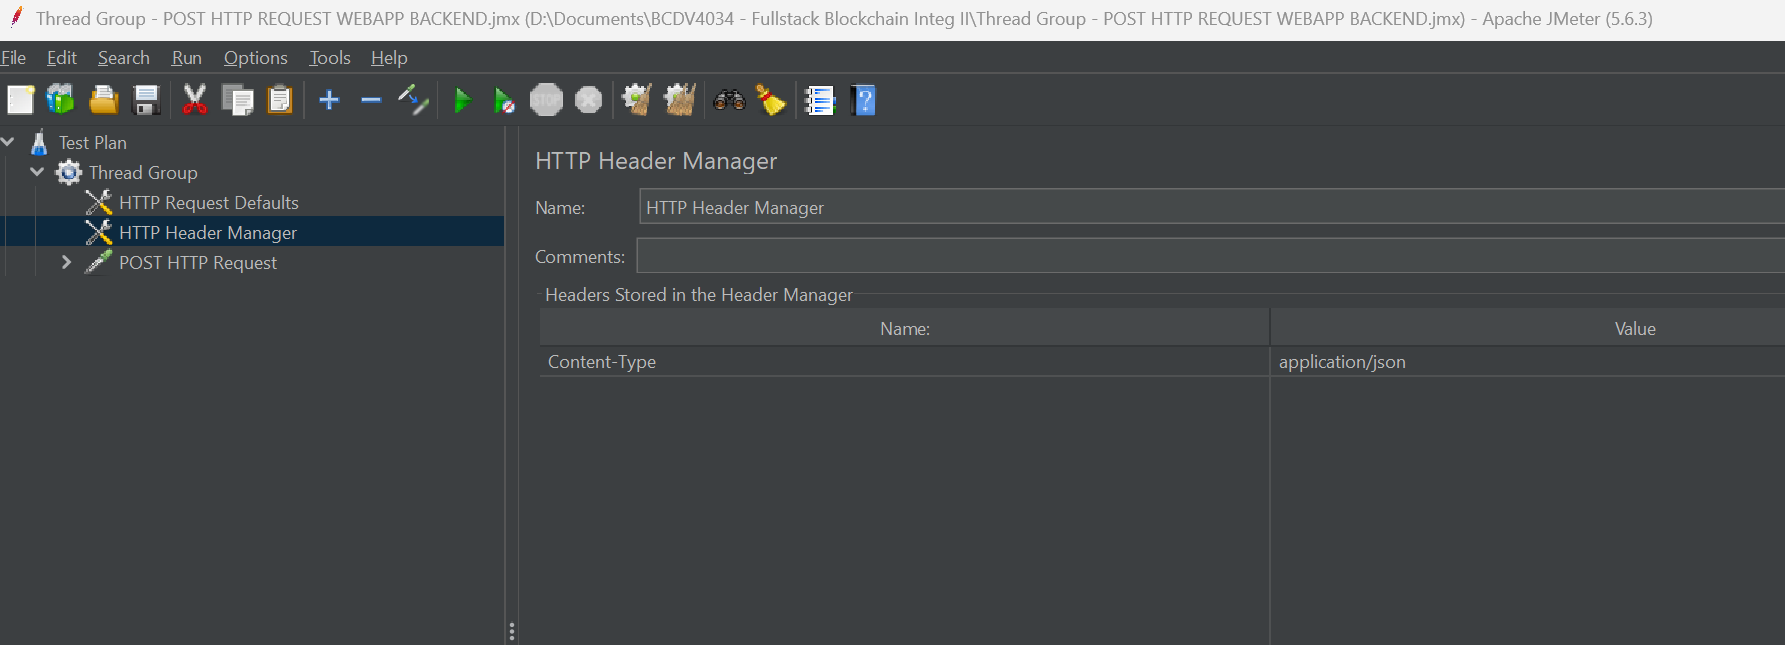 Thread Group - POST HTTP REQUEST WEBAPP BACKEND.jmx (D:\Documents\BCDV4034 - Fullstack Blockchain Integ II\Thread Group - POST HTTP REQUEST WEBAPP BACKEND.jmx) - Apache JMeter (5.6.3)
File Edit Search Run Options Tools Help
STOP
?
Test Plan
Thread Group
HTTP Request Defaults
HTTP Header Manager
POST HTTP Request
HTTP Header Manager
Name: HTTP Header Manager
Comments:
Headers Stored in the Header Manager
Name: Value
Content-Type application/json